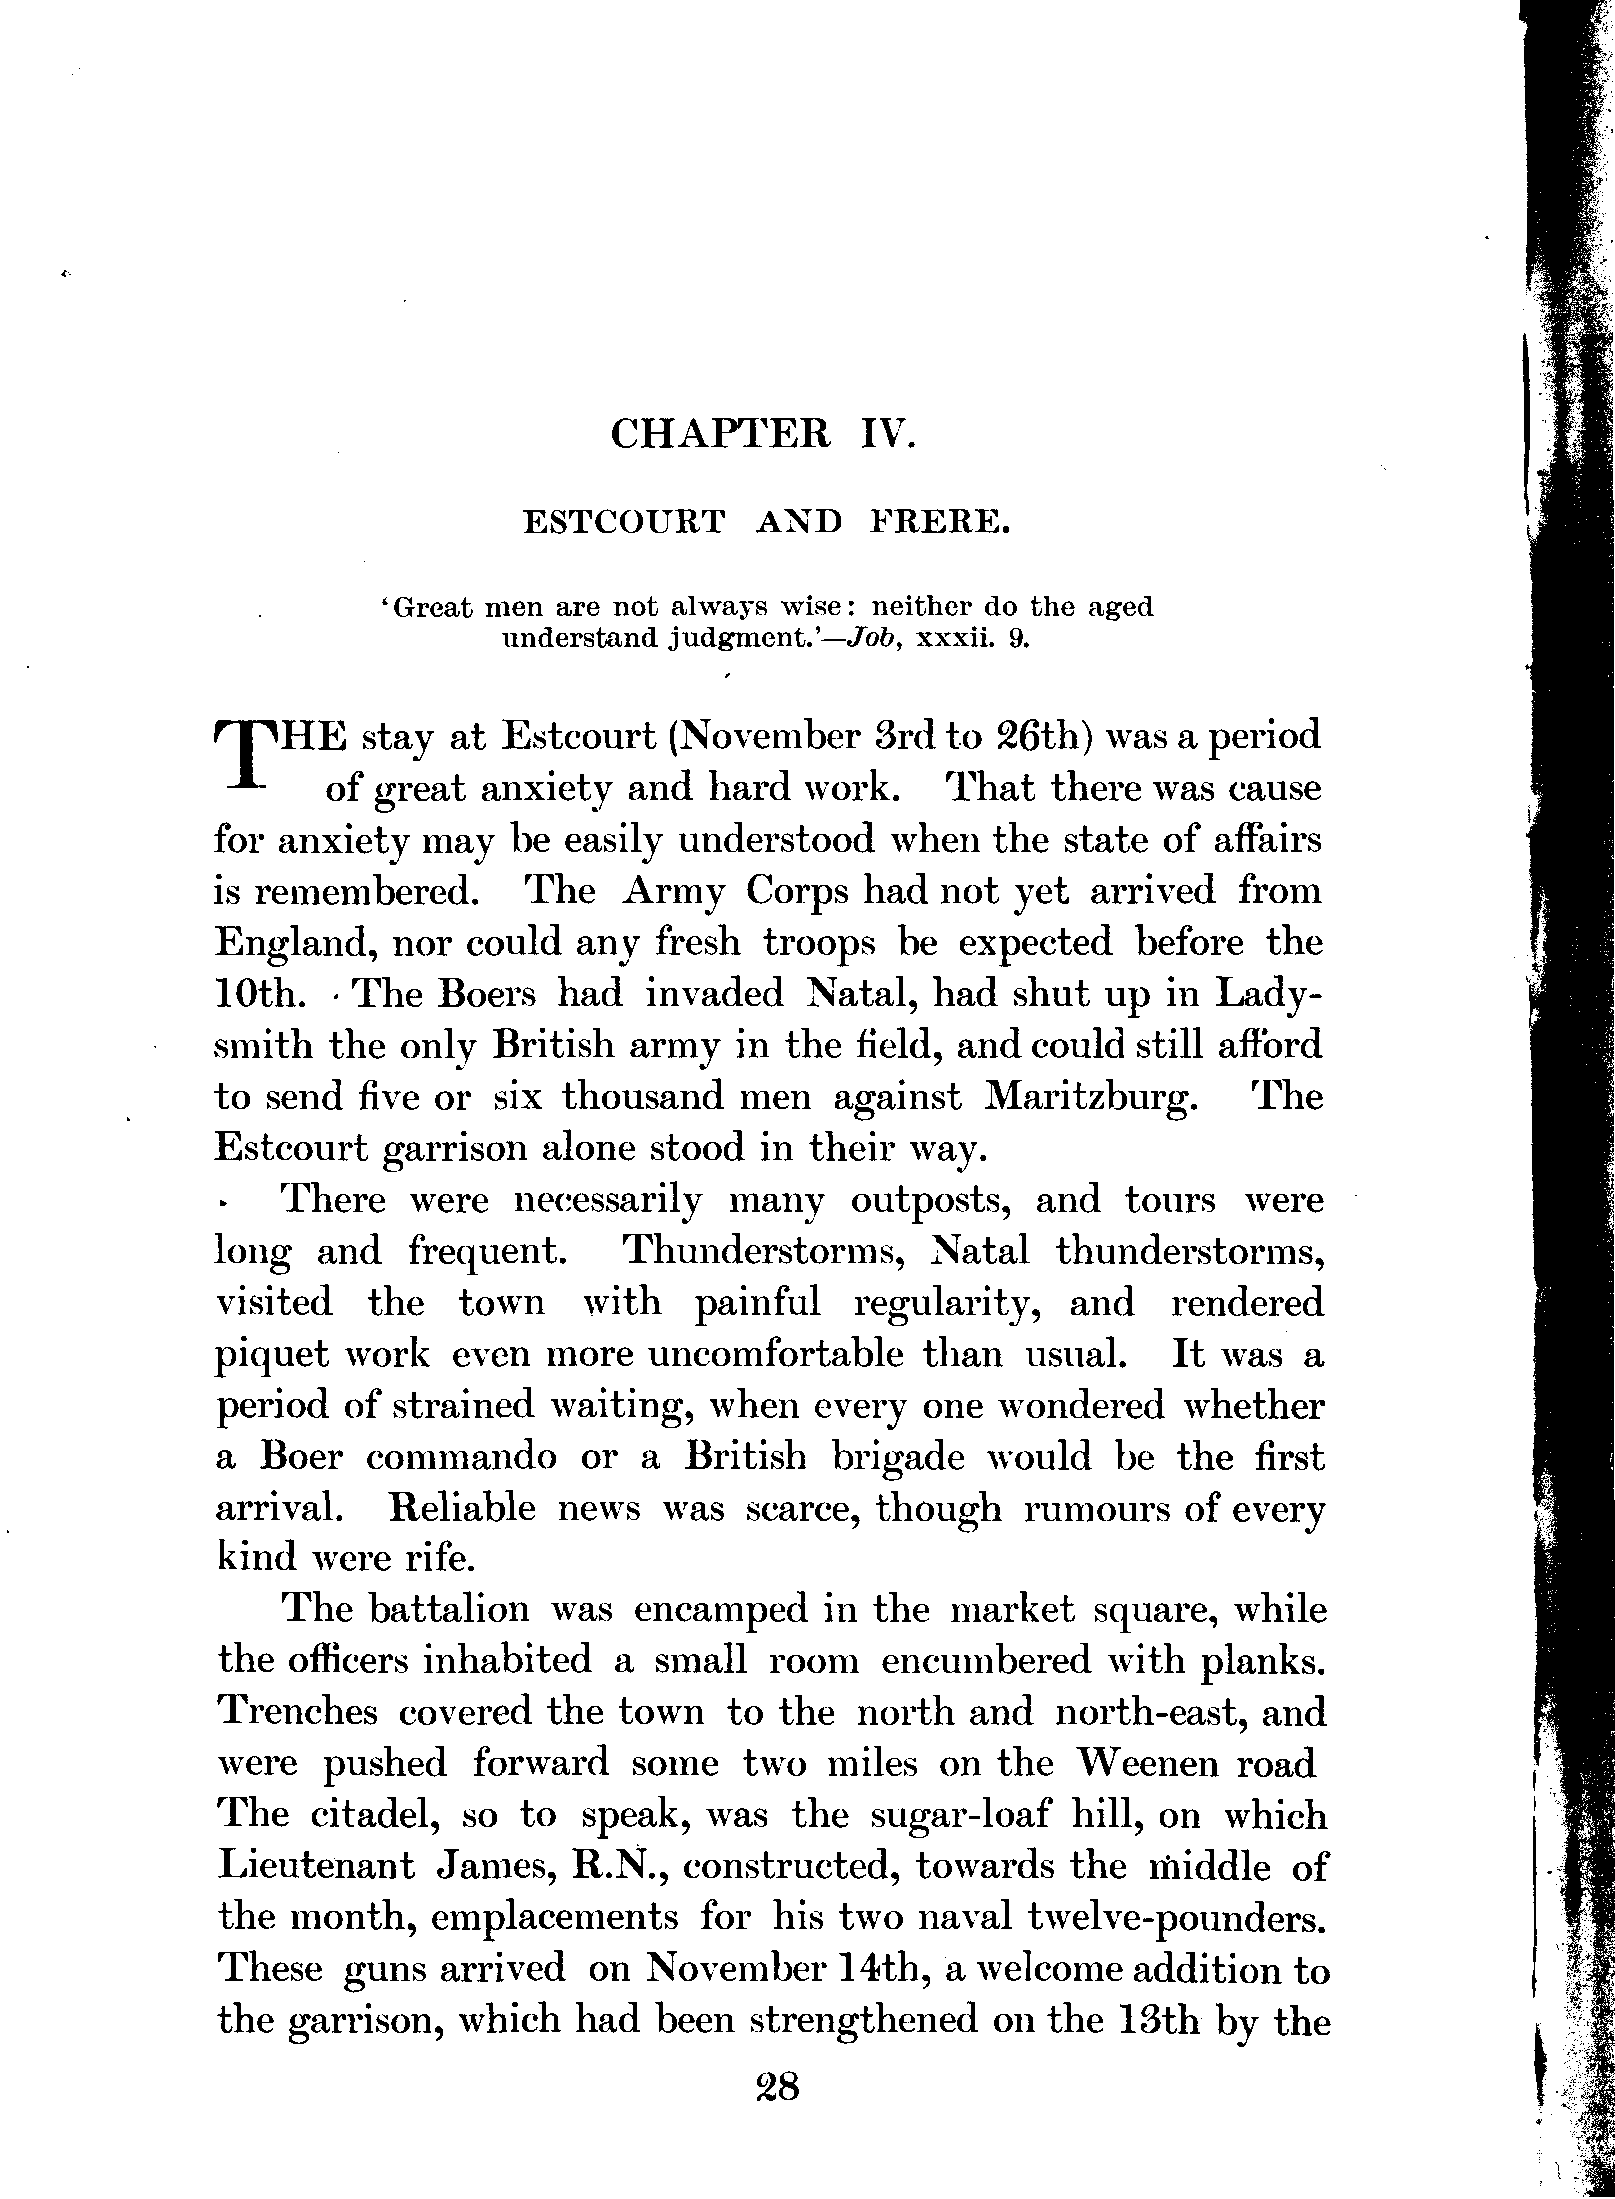 CHAPTER IV.
ESTCOURT AND FRERE.
'Great men are not always wise: neither do the aged
understand judgment.'—Job, xxxii. 9.
THE stay at Estcourt (November 3rd to 26th) was a period
of great anxiety and hard work. That there was cause
for anxiety may be easily understood when the state of affairs
is remembered. The Army Corps had not yet arrived from
England, nor could any fresh troops be expected before the
10th. The Boers had invaded Natal, had shut up in Lady-
smith the only British army in the field, and could still afford
to send five or six thousand men against Maritzburg. The
Estcourt garrison alone stood in their way.
There were necessarily many outposts, and tours were
long and frequent. Thunderstorms, Natal thunderstorms,
visited the town with painful regularity, and rendered
piquet work even more uncomfortable than usual. It was a
period of strained waiting, when every one wondered whether
a Boer commando or a British brigade would be the first
arrival. Reliable news was scarce, though rumours of every
kind were rife.
The battalion was encamped in the market square, while
the officers inhabited a small room encumbered with planks.
Trenches covered the town to the north and north-east, and
were pushed forward some two miles on the Weenen road
The citadel, so to speak, was the sugar-loaf hill, on which
Lieutenant James, R.N., constructed, towards the middle of
the month, emplacements for his two naval twelve-pounders.
These guns arrived on November 14th, a welcome addition to
the garrison, which had been strengthened on the 13th by the
28